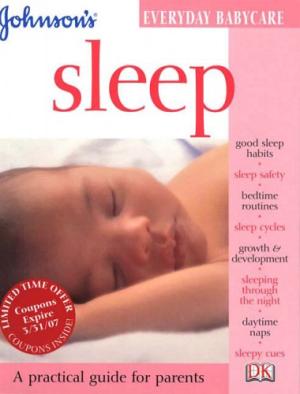 Johnson's
EVERYDAY BABYCARE
sleep
good sleep
habits
sleep safety
bedtime
routines
sleep cycles
growth &
development
sleeping
through
the night
daytime
naps
sleepy cues
LIMITED TIME OFFER
Coupons
Expire
3/31/07
COUPONS INSIDE!
A practical guide for parents
DK